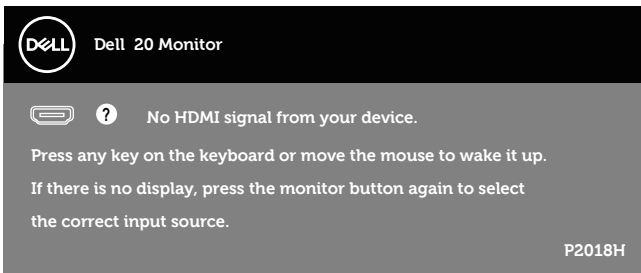 DELL
Dell 20 Monitor
? No HDMI signal from your device.
Press any key on the keyboard or move the mouse to wake it up.
If there is no display, press the monitor button again to select
the correct input source.
P2018H